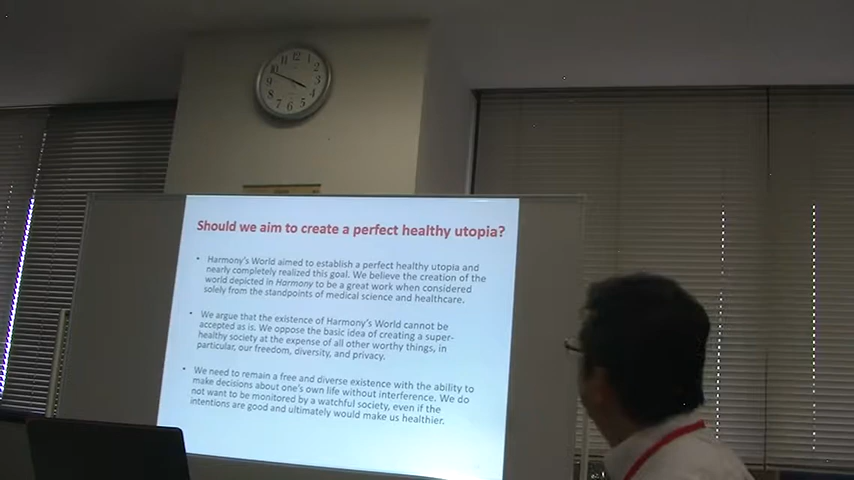 Should we aim to create a perfect healthy utopia?
• Harmony's World aimed to establish a perfect healthy utopia and
nearly completely realized this goal. We believe the creation of the
world depicted in Harmony to be a great work when considered
solely from the standpoints of medical science and healthcare.
• We argue that the existence of Harmony's World cannot be
accepted as is. We oppose the basic idea of creating a super-
healthy society at the expense of all other worthy things, in
particular, our freedom, diversity, and privacy.
• We need to remain a free and diverse existence with the ability to
make decisions about one's own life without interference. We do
not want to be monitored by a watchful society, even if the
intentions are good and ultimately would make us healthier.